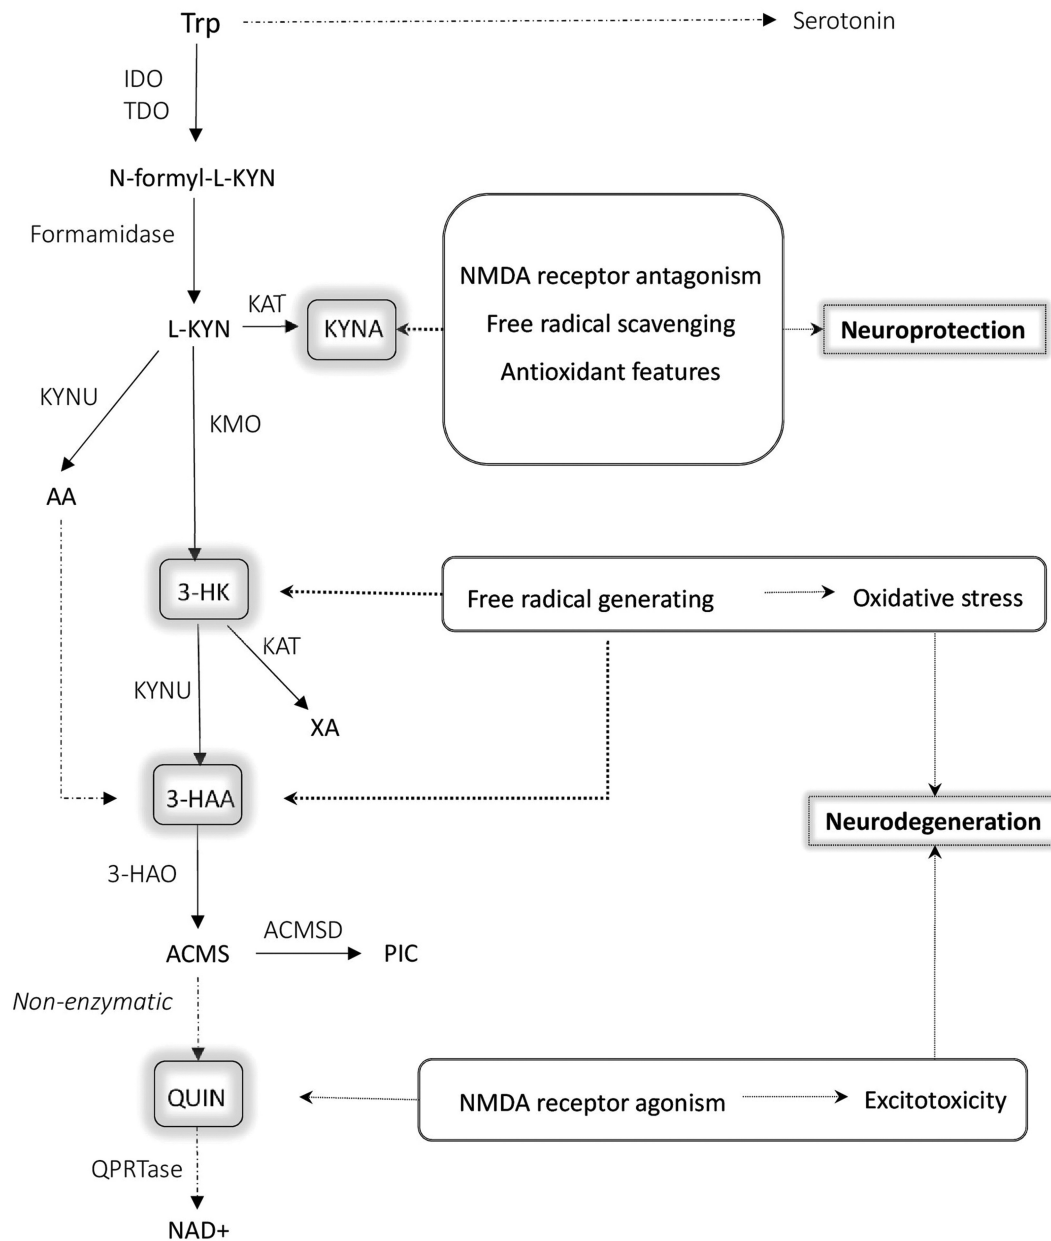 Trp
Serotonin
IDO
TDO
N-formyl-L-KYN
Formamidase
NMDA receptor antagonism
L-KYN
KAT
KYNA
Free radical scavenging
Neuroprotection
Antioxidant features
KYNU
KMO
AA
3-HK
Free radical generating
Oxidative stress
KAT
KYNU
XA
3-HAA
Neurodegeneration
3-HAO
ACMS
ACMSD
PIC
Non-enzymatic
QUIN
NMDA receptor agonism
Excitotoxicity
QPRTase
NAD+